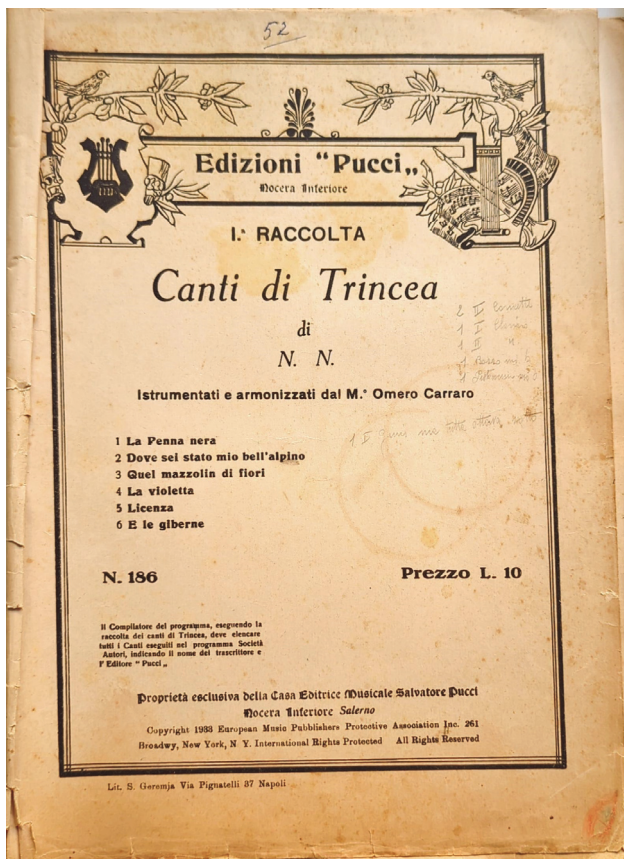 52
Edizioni "Pucci„
Nocera Inferiore
I.ª RACCOLTA
Canti di Trincea
di
N. N.
Istrumentati e armonizzati dal M.º Omero Carraro
1 La Penna nera
2 Dove sei stato mio bell'alpino
3 Quel mazzolin di fiori
4 La violetta
5 Licenza
6 E le giberne
N. 186
Prezzo L. 10
Il Compilatore del programma, eseguendo la
raccolta dei canti di Trincea, deve elencare
tutti i Canti eseguiti nel programma Società
Autori, indicando il nome del trascrittore e
l' Editore "Pucci„
Proprietà esclusiva della Casa Editrice Musicale Salvatore Pucci
Nocera Inferiore Salerno
Copyright 1933 European Music Pubblishers Protective Association Inc. 261
Broadwy, New York, N. Y. International Rights Protected All Rights Reserved
Lit. S. Geremja Via Pignatelli 37 Napoli